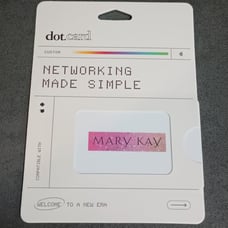 dot.card
CUSTOM
NETWORKING
MADE SIMPLE
MARY KAY
COMPATIBLE WITH
WELCOME TO A NEW ERA